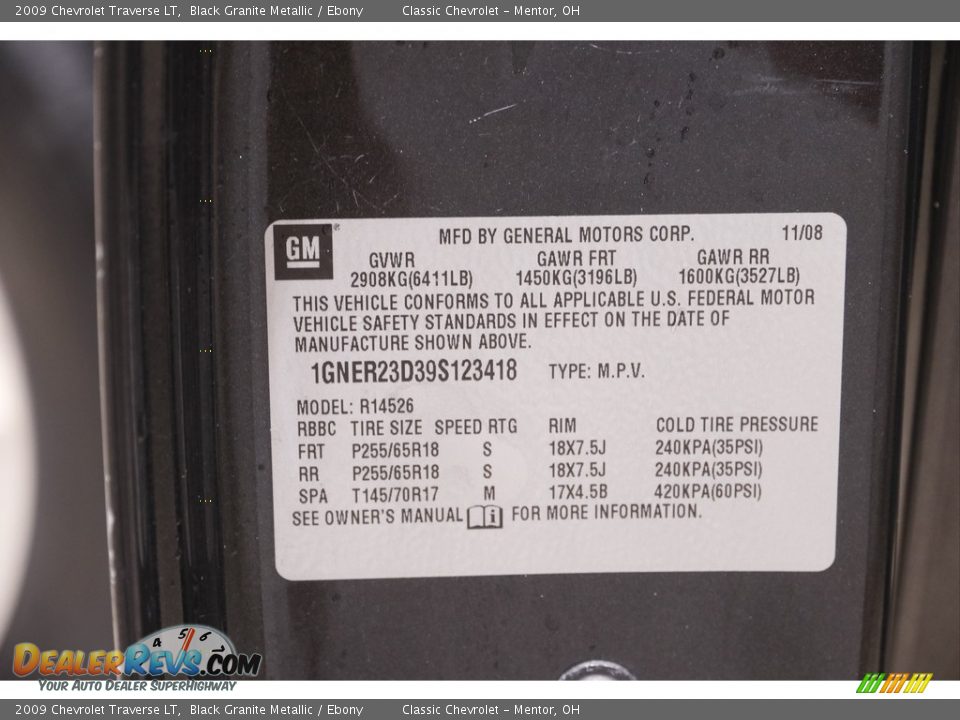 2009 Chevrolet Traverse LT, Black Granite Metallic / Ebony Classic Chevrolet - Mentor, OH
GM® MFD BY GENERAL MOTORS CORP. 11/08
GVWR GAWR FRT GAWR RR
2908KG(6411LB) 1450KG(3196LB) 1600KG(3527LB)
THIS VEHICLE CONFORMS TO ALL APPLICABLE U.S. FEDERAL MOTOR
VEHICLE SAFETY STANDARDS IN EFFECT ON THE DATE OF
MANUFACTURE SHOWN ABOVE.
1GNER23D39S123418 TYPE: M.P.V.
MODEL: R14526
RBBC TIRE SIZE SPEED RTG RIM COLD TIRE PRESSURE
FRT P255/65R18 S 18X7.5J 240KPA(35PSI)
RR P255/65R18 S 18X7.5J 240KPA(35PSI)
SPA T145/70R17 M 17X4.5B 420KPA(60PSI)
SEE OWNER'S MANUAL i FOR MORE INFORMATION.
4 5 6 7
DEALERREVS.COM
YOUR AUTO DEALER SUPERHIGHWAY
2009 Chevrolet Traverse LT, Black Granite Metallic / Ebony Classic Chevrolet - Mentor, OH